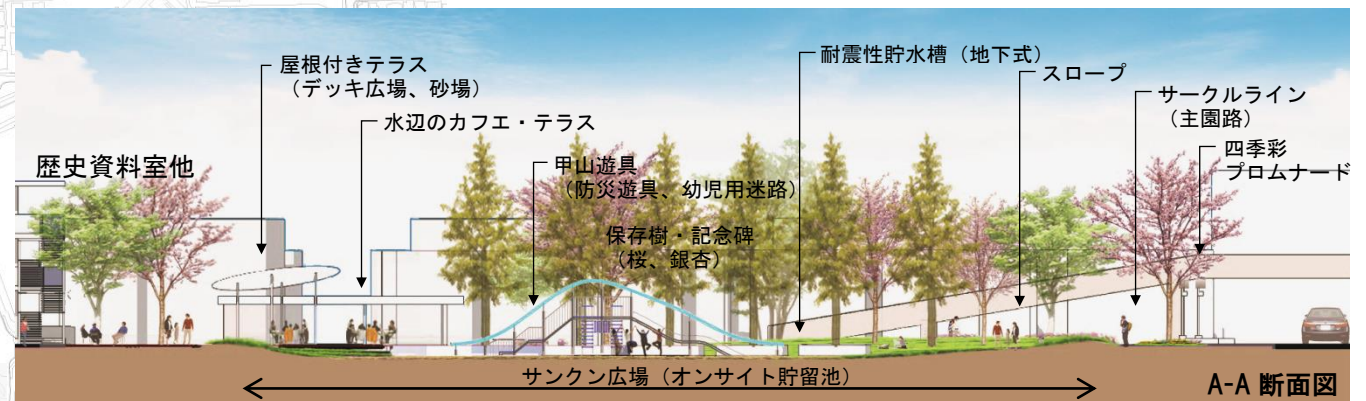 屋根付きテラス
（デッキ広場、砂場）
水辺のカフェ・テラス
歴史資料室他
甲山遊具
（防災遊具、幼児用迷路）
保存樹・記念碑
（桜、銀杏）
耐震性貯水槽（地下式）
スロープ
サークルライン
（主園路）
四季彩
プロムナード
サンクン広場（オンサイト貯留池）
A-A 断面図